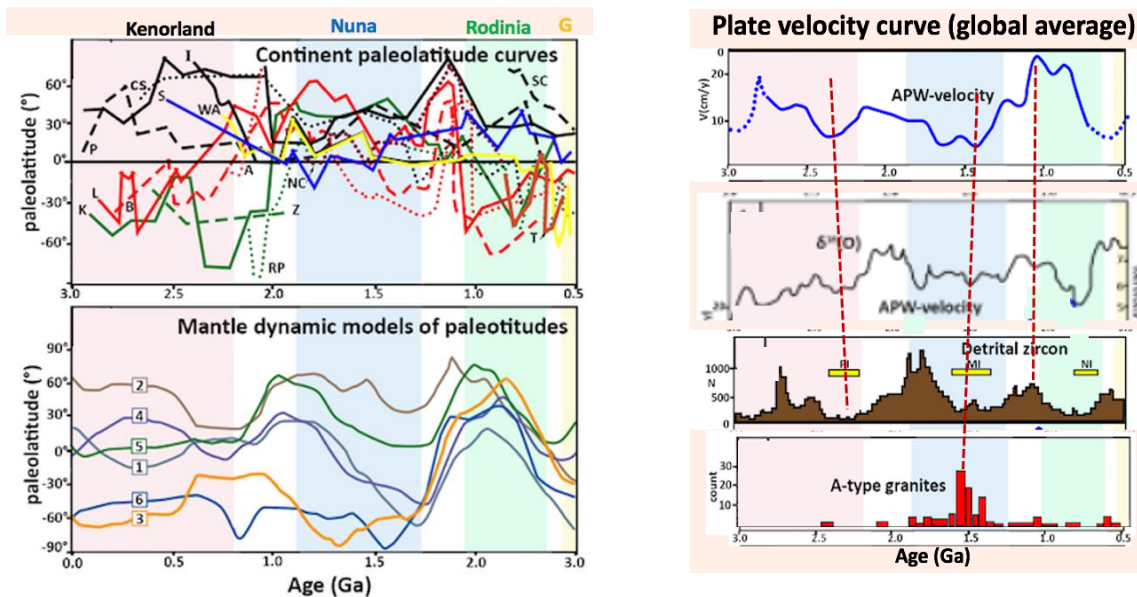 Kenorland Nuna Rodinia G
Continent paleolatitude curves
paleolatitude (°)
60°
30°
0°
-30°
-60°
I
CS
S
WA
SC
P
A
NC
L
B
K
Z
RP
T
3.0 2.5 2.0 1.5 1.0 0.5
Age (Ga)
Mantle dynamic models of paleotitudes
paleolatitude (°)
90°
60°
30°
0°
-30°
-60°
-90°
2
4
5
1
6
3
0.0 0.5 1.0 1.5 2.0 2.5 3.0
Age (Ga)
Plate velocity curve (global average)
V(cm/y)
20
10
APW-velocity
3.0 2.5 2.0 1.5 1.0 0.5
APW-velocity
Detrital zircon
1000
N
500
0
MI
NI
A-type granites
count
30
20
10
0
3.0 2.5 2.0 1.5 1.0 0.5
Age (Ga)